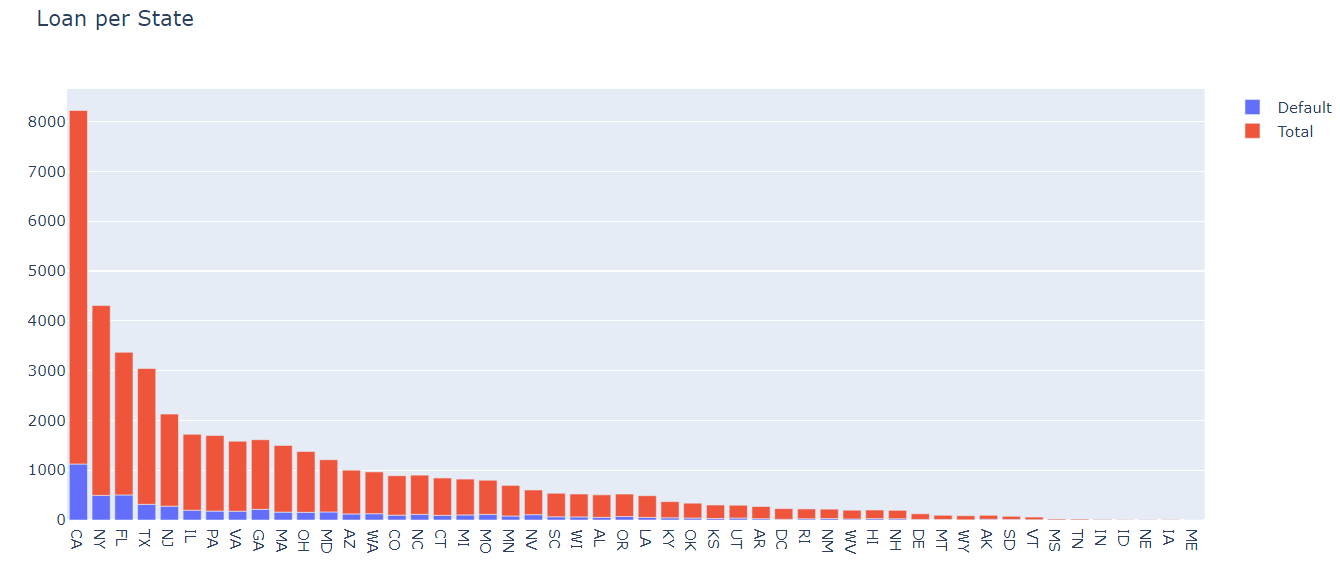 Loan per State
Default
Total
8000
7000
6000
5000
4000
3000
2000
1000
0
CA NY FL TX NJ IL PA VA GA MA OH MD AZ WA CO NC CT MI MO MN NV SC WI AL OR LA KY OK KS UT AR DC RI NM WV HI NH DE MT WY AK SD VT MS TN IN ID NE IA ME